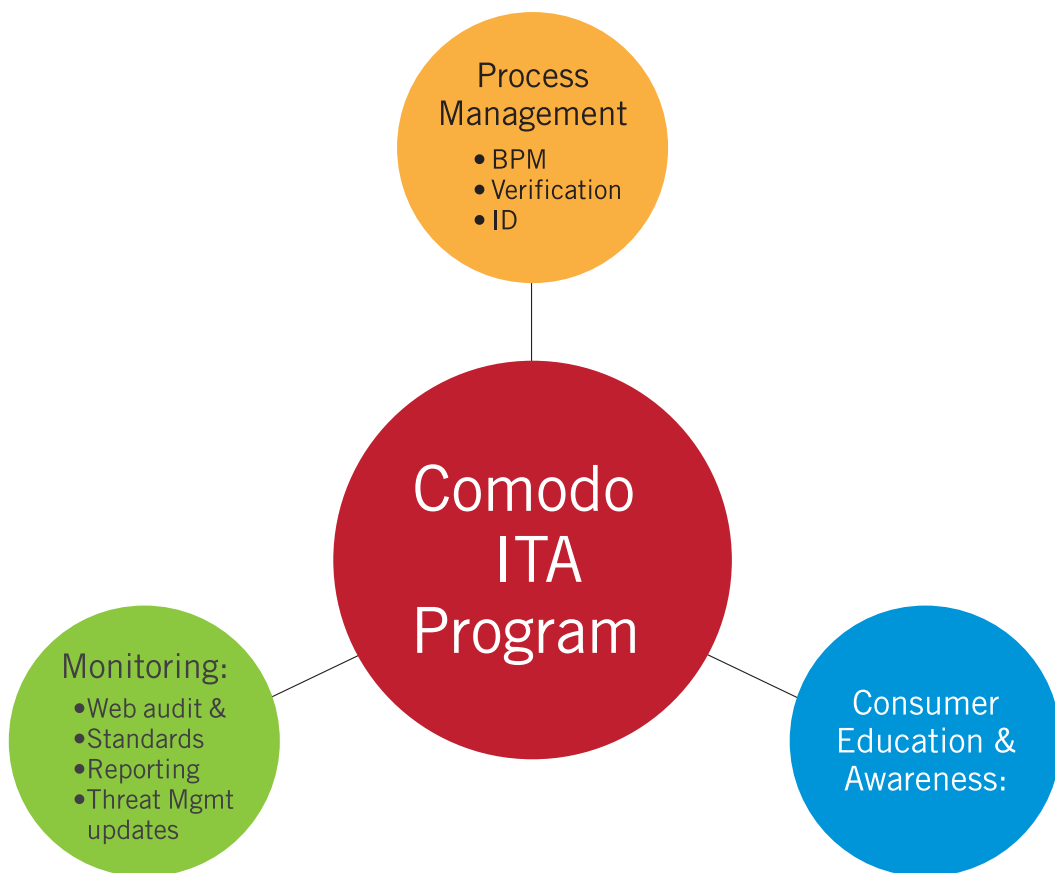 Process
Management
• BPM
• Verification
• ID
Comodo
ITA
Program
Monitoring:
•Web audit &
•Standards
•Reporting
•Threat Mgmt
updates
Consumer
Education &
Awareness: